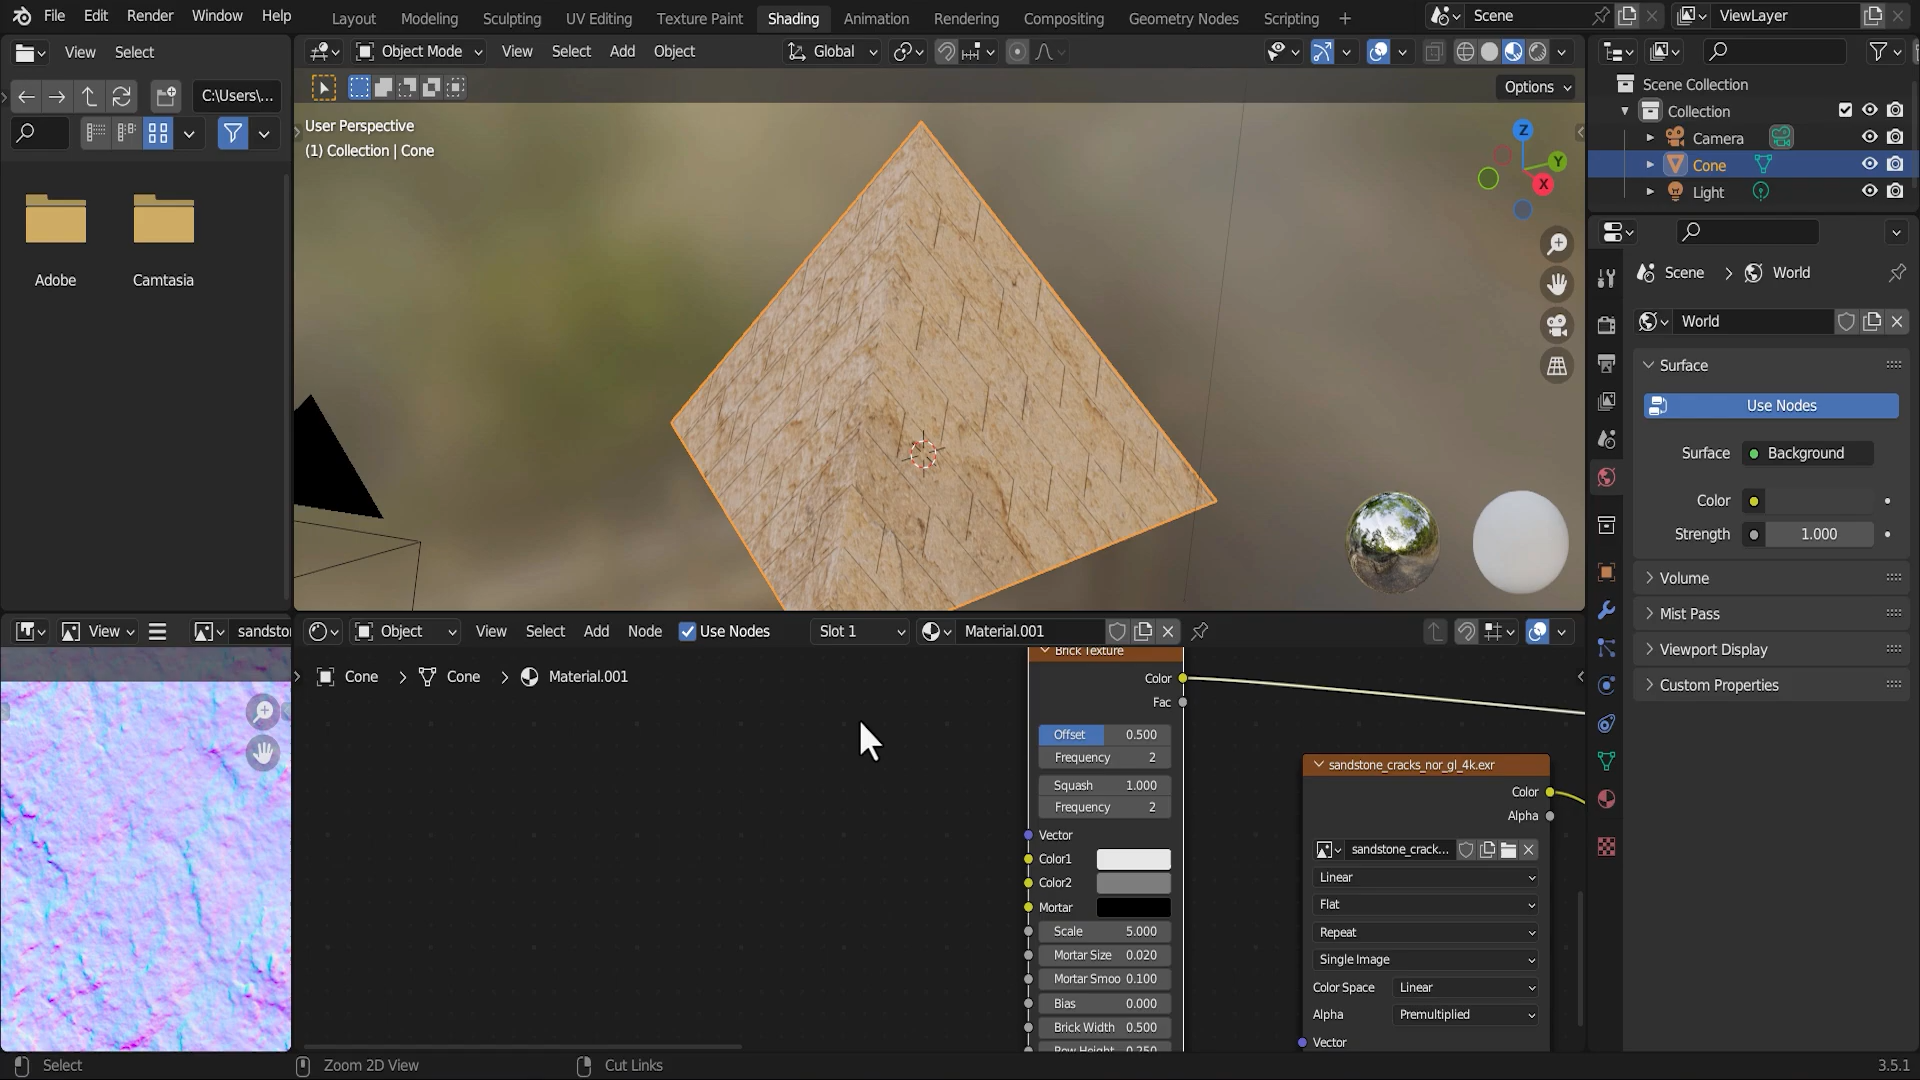 File Edit Render Window Help Layout Modeling Sculpting UV Editing Texture Paint Shading Animation Rendering Compositing Geometry Nodes Scripting + Scene ViewLayer
View Select Object Mode View Select Add Object Global
C:\Users\... Options
User Perspective
(1) Collection | Cone
Adobe Camtasia
Z
Y
X
Scene Collection
Collection
Camera
Cone
Light
Scene > World
World
Surface
Use Nodes
Surface Background
Color
Strength 1.000
Volume
Mist Pass
Viewport Display
Custom Properties
View sandsto Object View Select Add Node Use Nodes Slot 1 Material.001
Cone > Cone > Material.001
Brick Texture
Color
Fac
Offset 0.500
Frequency 2
Squash 1.000
Frequency 2
Vector
Color1
Color2
Mortar
Scale 5.000
Mortar Size 0.020
Mortar Smoo 0.100
Bias 0.000
Brick Width 0.500
Row Height 0.250
sandstone_cracks_nor_gl_4k.exr
Color
Alpha
sandstone_crack...
Linear
Flat
Repeat
Single Image
Color Space Linear
Alpha Premultiplied
Vector
Select Zoom 2D View Cut Links 3.5.1